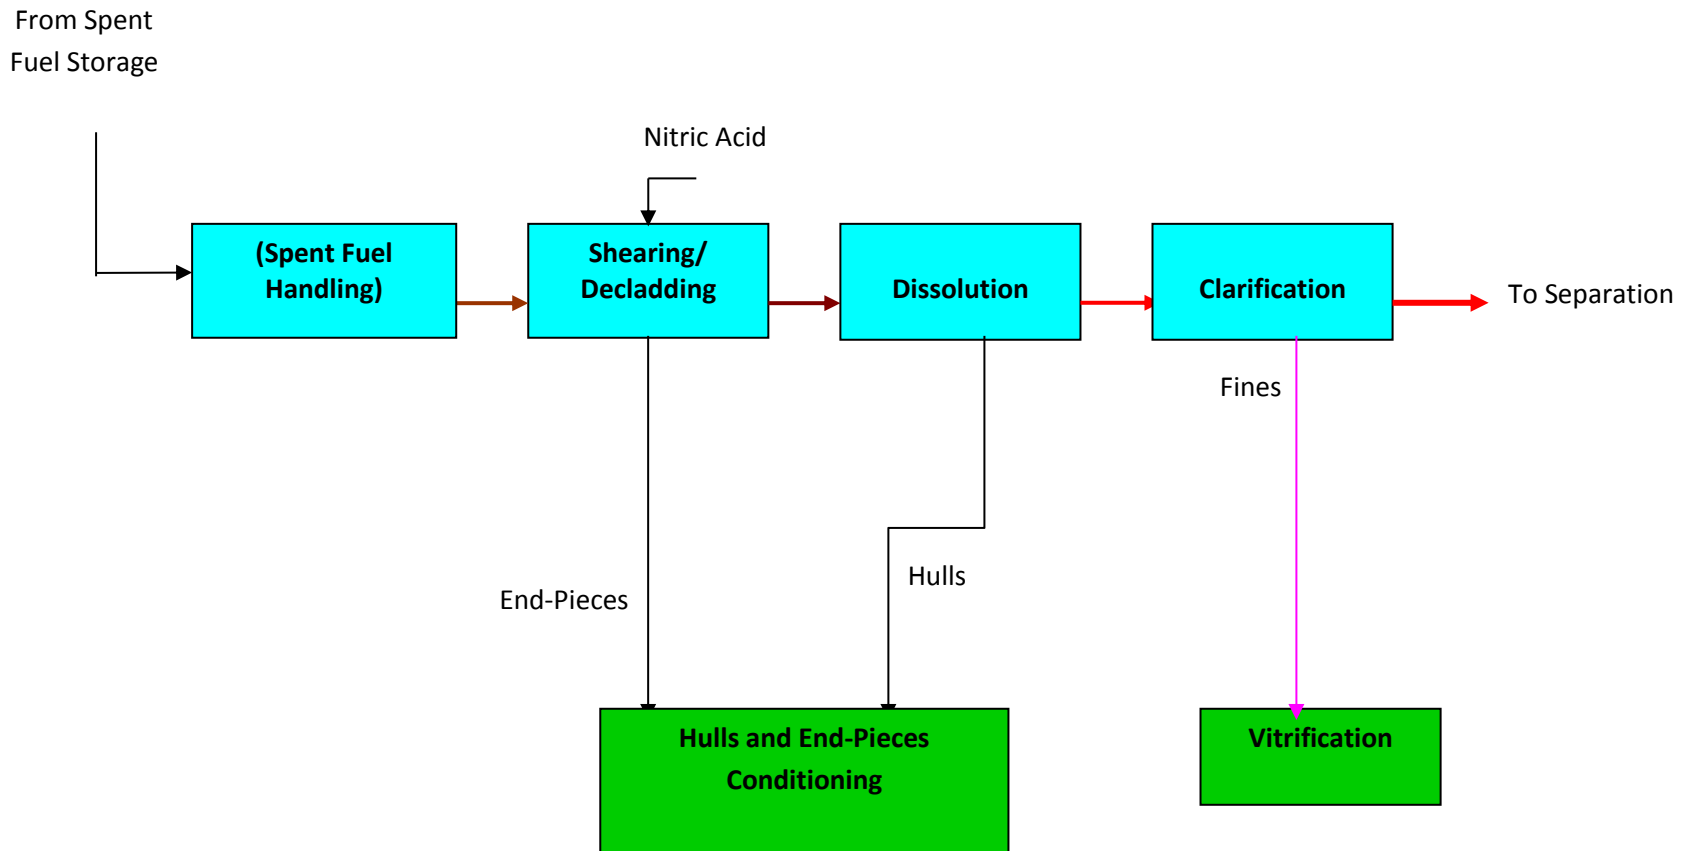 From Spent
Fuel Storage
Nitric Acid
(Spent Fuel
Handling)
Shearing/
Decladding
Dissolution
Clarification
To Separation
Fines
Hulls
End-Pieces
Hulls and End-Pieces
Conditioning
Vitrification